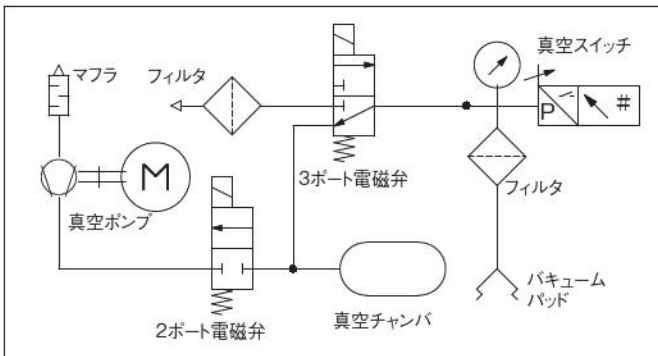 マフラ
フィルタ
真空スイッチ
P
#
M
3ポート電磁弁
フィルタ
真空ポンプ
バキューム
パッド
真空チャンバ
2ポート電磁弁